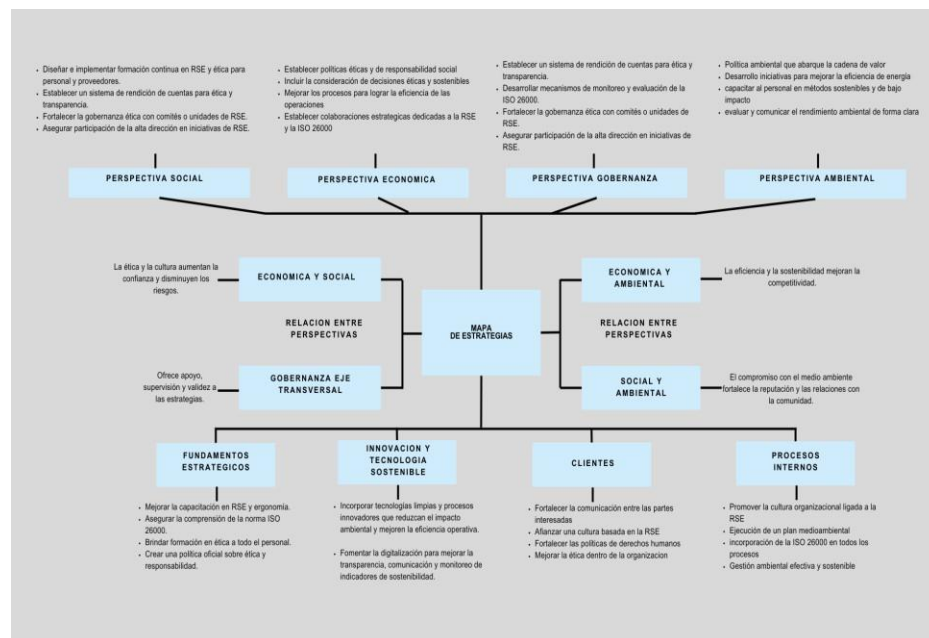 Diseñar e implementar formación continua en RSE y ética para
personal y proveedores.
Establecer un sistema de rendición de cuentas para ética y
transparencia.
Fortalecer la gobernanza ética con comités o unidades de RSE.
Asegurar participación de la alta dirección en iniciativas de RSE.
Establecer políticas éticas y de responsabilidad social
Incluir la consideración de decisiones éticas y sostenibles
Mejorar los procesos para lograr la eficiencia de las
operaciones
Establecer colaboraciones estrategicas dedicadas a la RSE
y la ISO 26000
Establecer un sistema de rendición de cuentas para ética y
transparencia.
Desarrollar mecanismos de monitoreo y evaluación de la
ISO 26000.
Fortalecer la gobernanza ética con comités o unidades de
RSE.
Asegurar participación de la alta dirección en iniciativas de
RSE.
Política ambiental que abarque la cadena de valor
Desarrollo iniciativas para mejorar la eficiencia de energía
capacitar al personal en métodos sostenibles y de bajo
impacto
evaluar y comunicar el rendimiento ambiental de forma clara
PERSPECTIVA SOCIAL
PERSPECTIVA ECONOMICA
PERSPECTIVA GOBERNANZA
PERSPECTIVA AMBIENTAL
La ética y la cultura aumentan la
confianza y disminuyen los
riesgos.
ECONOMICA Y SOCIAL
ECONOMICA Y
AMBIENTAL
La eficiencia y la sostenibilidad mejoran la
competitividad.
RELACION ENTRE
PERSPECTIVAS
MAPA
DE ESTRATEGIAS
RELACION ENTRE
PERSPECTIVAS
Ofrece apoyo,
supervisión y validez a
las estrategias.
GOBERNANZA EJE
TRANSVERSAL
SOCIAL Y
AMBIENTAL
El compromiso con el medio ambiente
fortalece la reputación y las relaciones con
la comunidad.
FUNDAMENTOS
ESTRATEGICOS
INNOVACION Y
TECNOLOGIA
SOSTENIBLE
CLIENTES
PROCESOS
INTERNOS
Mejorar la capacitación en RSE y ergonomía.
Asegurar la comprensión de la norma ISO
26000.
Brindar formación en ética a todo el personal.
Crear una política oficial sobre ética y
responsabilidad.
Incorporar tecnologías limpias y procesos
innovadores que reduzcan el impacto
ambiental y mejoren la eficiencia operativa.
Fomentar la digitalización para mejorar la
transparencia, comunicación y monitoreo de
indicadores de sostenibilidad.
Fortalecer la comunicación entre las partes
interesadas
Afianzar una cultura basada en la RSE
Fortalecer las políticas de derechos humanos
Mejorar la ética dentro de la organizacion
Promover la cultura organizacional ligada a la
RSE
Ejecución de un plan medioambiental
incorporación de la ISO 26000 en todos los
procesos
Gestión ambiental efectiva y sostenible